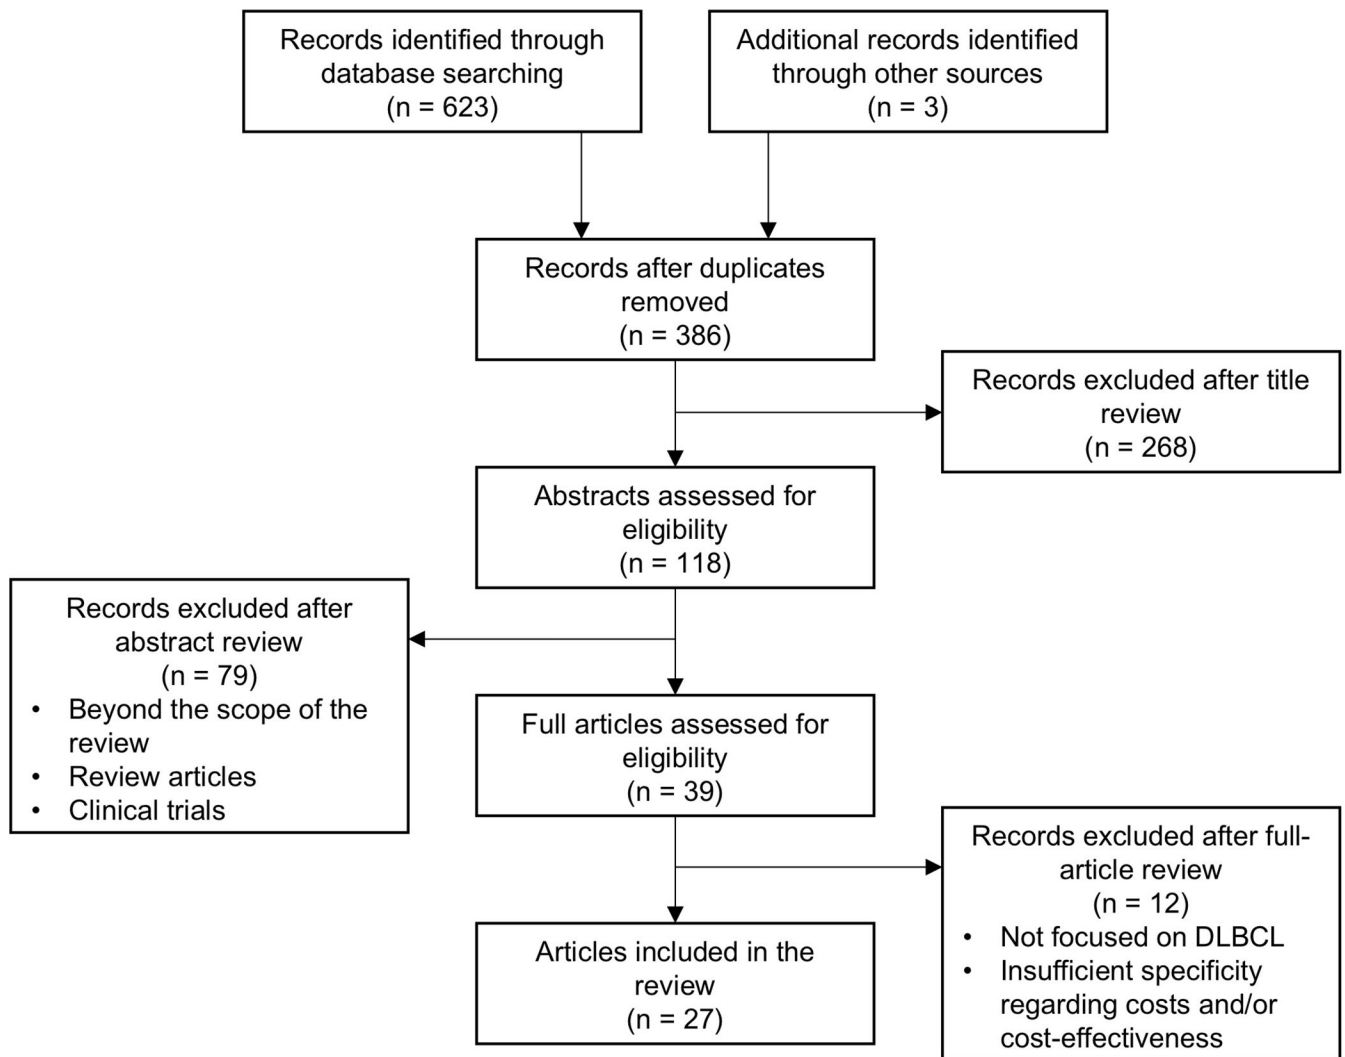 Records identified through
database searching
(n = 623)
Additional records identified
through other sources
(n = 3)
Records after duplicates
removed
(n = 386)
Records excluded after title
review
(n = 268)
Abstracts assessed for
eligibility
(n = 118)
Records excluded after
abstract review
(n = 79)
• Beyond the scope of the
review
• Review articles
• Clinical trials
Full articles assessed for
eligibility
(n = 39)
Records excluded after full-
article review
(n = 12)
• Not focused on DLBCL
• Insufficient specificity
regarding costs and/or
cost-effectiveness
Articles included in the
review
(n = 27)